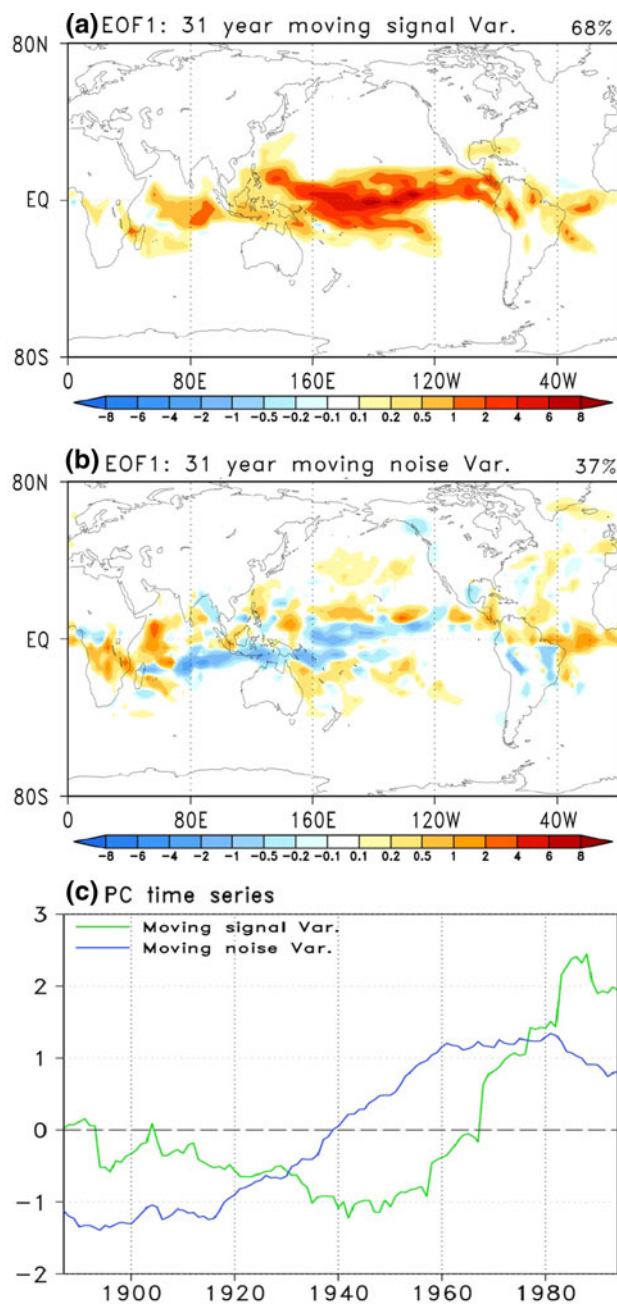 (a) EOF1: 31 year moving signal Var. 68%
80N
EQ
80S
0 80E 160E 120W 40W
-8 -6 -4 -2 -1 -0.5 -0.2 -0.1 0.1 0.2 0.5 1 2 4 6 8
(b) EOF1: 31 year moving noise Var. 37%
80N
EQ
80S
0 80E 160E 120W 40W
-8 -6 -4 -2 -1 -0.5 -0.2 -0.1 0.1 0.2 0.5 1 2 4 6 8
(c) PC time series
3
Moving signal Var.
Moving noise Var.
2
1
0
-1
-2
1900 1920 1940 1960 1980